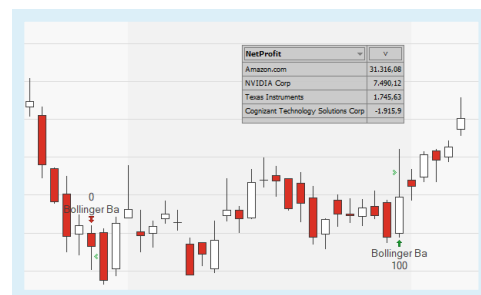 NetProfit
Amazon.com 31.316,08
NVIDIA Corp 7.490,12
Texas Instruments 1.745,63
Cognizant Technology Solutions Corp -1.915,9
0
Bollinger Ba
Bollinger Ba
100